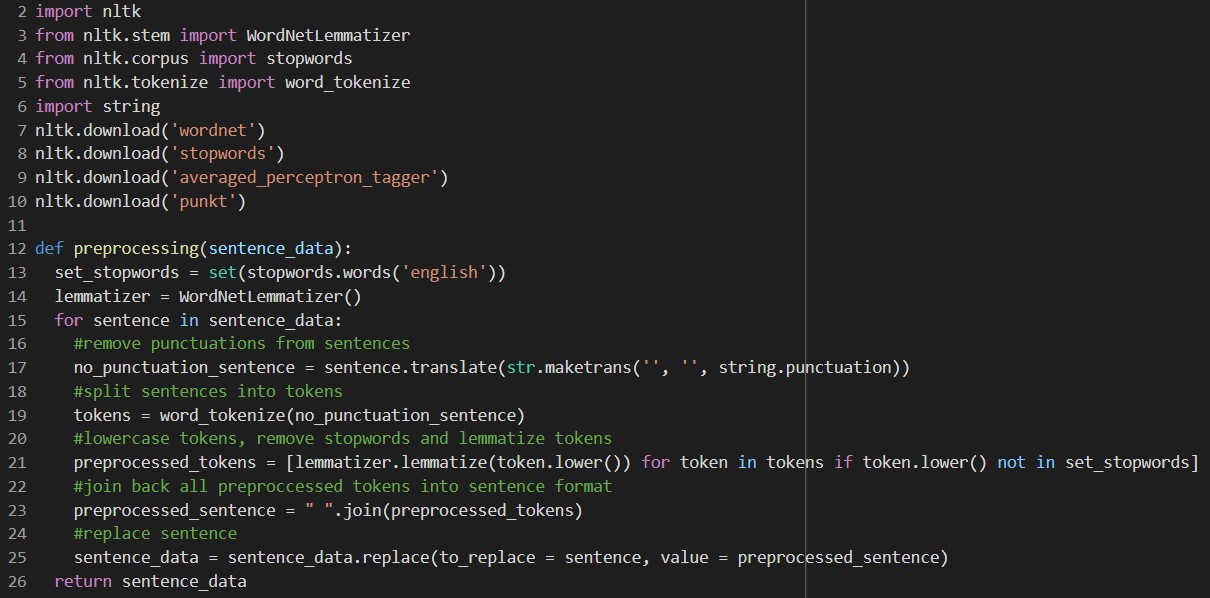 2 import nltk
3 from nltk.stem import WordNetLemmatizer
4 from nltk.corpus import stopwords
5 from nltk.tokenize import word_tokenize
6 import string
7 nltk.download('wordnet')
8 nltk.download('stopwords')
9 nltk.download('averaged_perceptron_tagger')
10 nltk.download('punkt')
11
12 def preprocessing(sentence_data):
13   set_stopwords = set(stopwords.words('english'))
14   lemmatizer = WordNetLemmatizer()
15   for sentence in sentence_data:
16     #remove punctuations from sentences
17     no_punctuation_sentence = sentence.translate(str.maketrans('', '', string.punctuation))
18     #split sentences into tokens
19     tokens = word_tokenize(no_punctuation_sentence)
20     #lowercase tokens, remove stopwords and lemmatize tokens
21     preprocessed_tokens = [lemmatizer.lemmatize(token.lower()) for token in tokens if token.lower() not in set_stopwords]
22     #join back all preproccessed tokens into sentence format
23     preprocessed_sentence = " ".join(preprocessed_tokens)
24     #replace sentence
25     sentence_data = sentence_data.replace(to_replace = sentence, value = preprocessed_sentence)
26   return sentence_data